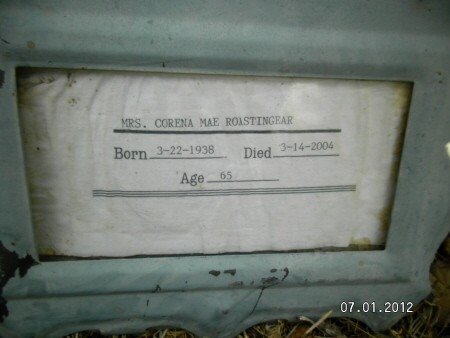 MRS. CORENA MAE ROASTINGEAR
Born 3-22-1938 Died 3-14-2004
Age 65
07.01.2012